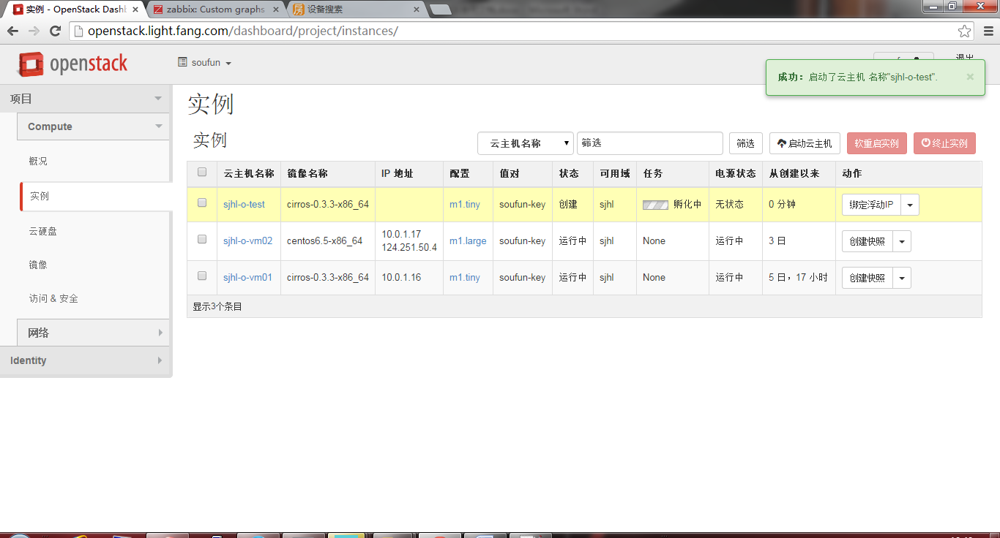 实例 - OpenStack Dash
zabbix: Custom graphs
设备搜索
openstack.light.fang.com/dashboard/project/instances/
openstack
soufun
退出
成功: 启动了云主机 名称"sjhl-o-test".
项目
Compute
概况
实例
云硬盘
镜像
访问 & 安全
网络
Identity
实例
实例
云主机名称 筛选 筛选 启动云主机 软重启实例 终止实例
云主机名称 镜像名称 IP 地址 配置 值对 状态 可用域 任务 电源状态 从创建以来 动作
sjhl-o-test cirros-0.3.3-x86_64 m1.tiny soufun-key 创建 sjhl 孵化中 无状态 0 分钟 绑定浮动IP
sjhl-o-vm02 centos6.5-x86_64 10.0.1.17 m1.large soufun-key 运行中 sjhl None 运行中 3 日 创建快照
124.251.50.4
sjhl-o-vm01 cirros-0.3.3-x86_64 10.0.1.16 m1.tiny soufun-key 运行中 sjhl None 运行中 5 日，17 小时 创建快照
显示3个条目